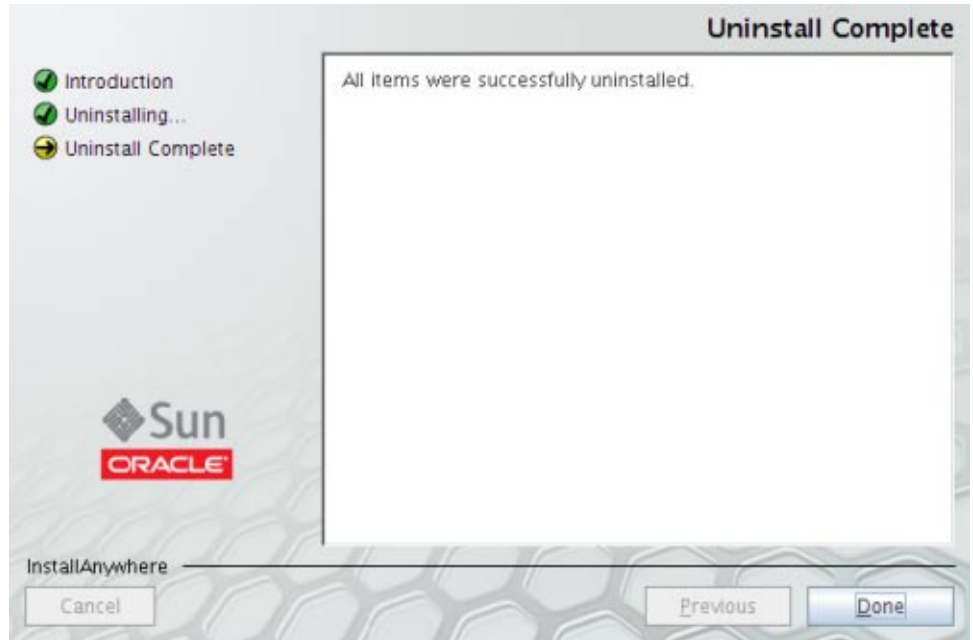 Uninstall Complete
Introduction
Uninstalling...
Uninstall Complete
All items were successfully uninstalled.
Sun
ORACLE
InstallAnywhere
Cancel
Previous
Done